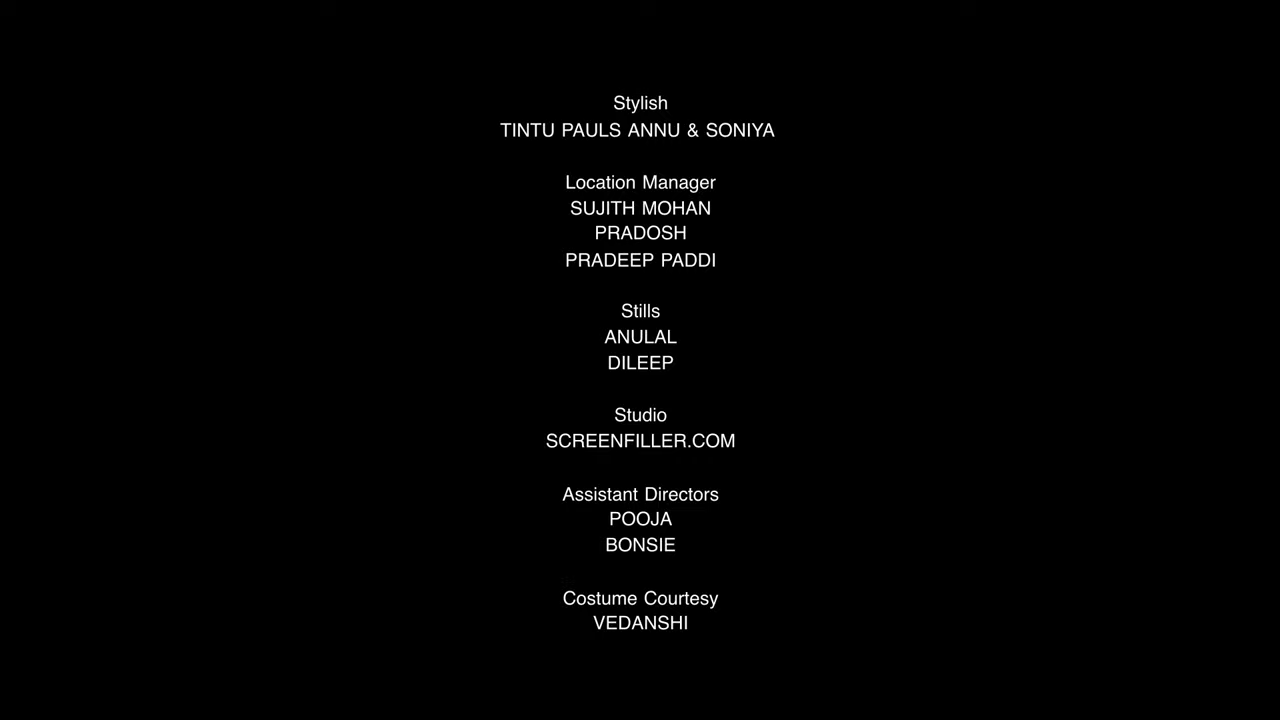 Stylish
TINTU PAULS ANNU & SONIYA
Location Manager
SUJITH MOHAN
PRADOSH
PRADEEP PADDI
Stills
ANULAL
DILEEP
Studio
SCREENFILLER.COM
Assistant Directors
POOJA
BONSIE
Costume Courtesy
VEDANSHI